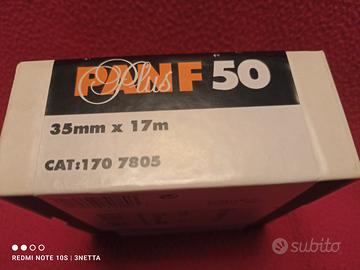 PAN F Plus 50
35mm x 17m
CAT:170 7805
REDMI NOTE 10S | 3NETTA
subito